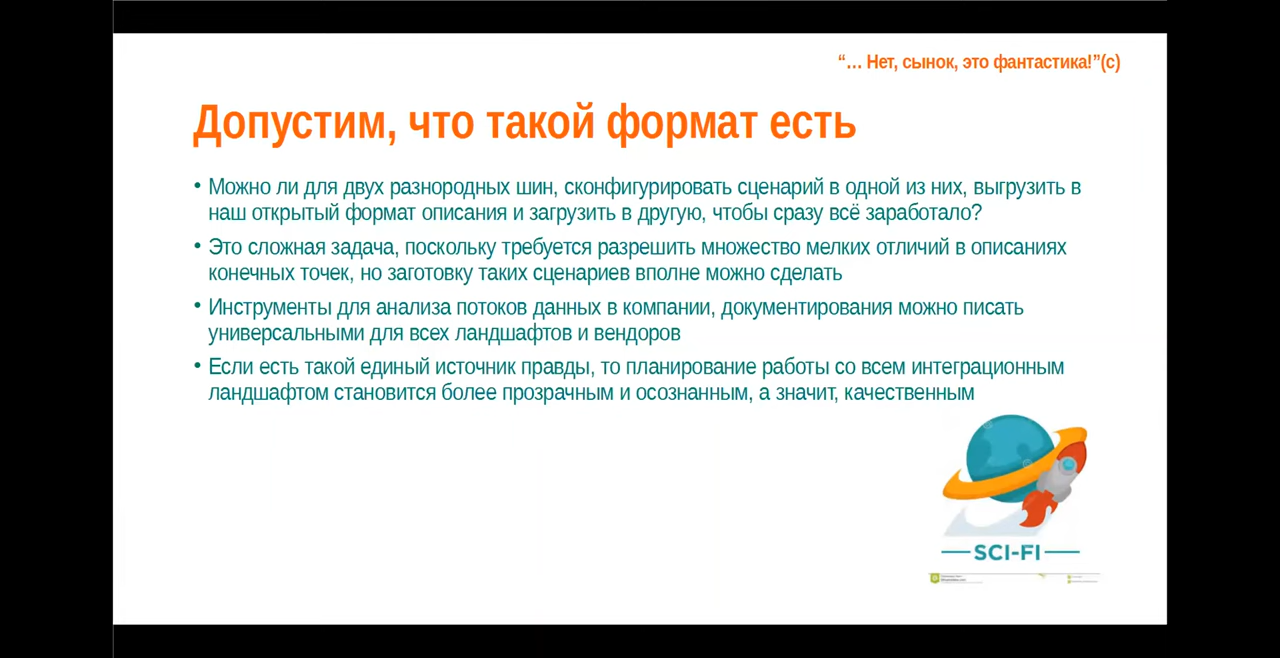 “... Нет, сынок, это фантастика!”(с)
Допустим, что такой формат есть
• Можно ли для двух разнородных шин, сконфигурировать сценарий в одной из них, выгрузить в
наш открытый формат описания и загрузить в другую, чтобы сразу всё заработало?
• Это сложная задача, поскольку требуется разрешить множество мелких отличий в описаниях
конечных точек, но заготовку таких сценариев вполне можно сделать
• Инструменты для анализа потоков данных в компании, документирования можно писать
универсальными для всех ландшафтов и вендоров
• Если есть такой единый источник правды, то планирование работы со всем интеграционным
ландшафтом становится более прозрачным и осознанным, а значит, качественным
SCI-FI